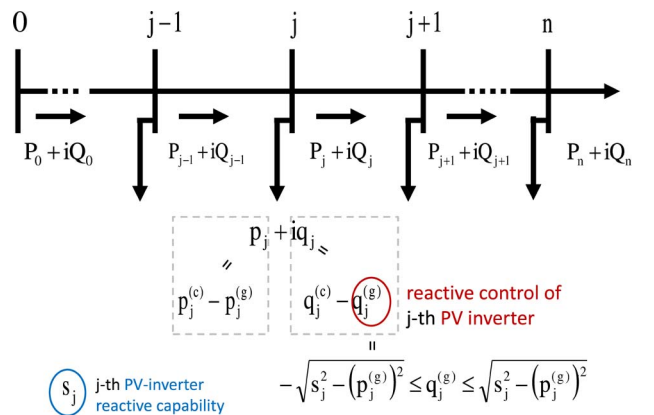 0 j−1 j j+1 n
P₀ + iQ₀ Pⱼ₋₁ + iQⱼ₋₁ Pⱼ + iQⱼ Pⱼ₊₁ + iQⱼ₊₁ Pₙ + iQₙ
pⱼ + iqⱼ
= =
pⱼ^(c) − pⱼ^(g) qⱼ^(c) − qⱼ^(g) reactive control of
j-th PV inverter
=
sⱼ j-th PV-inverter −√(sⱼ² − (pⱼ^(g))²) ≤ qⱼ^(g) ≤ √(sⱼ² − (pⱼ^(g))²)
reactive capability